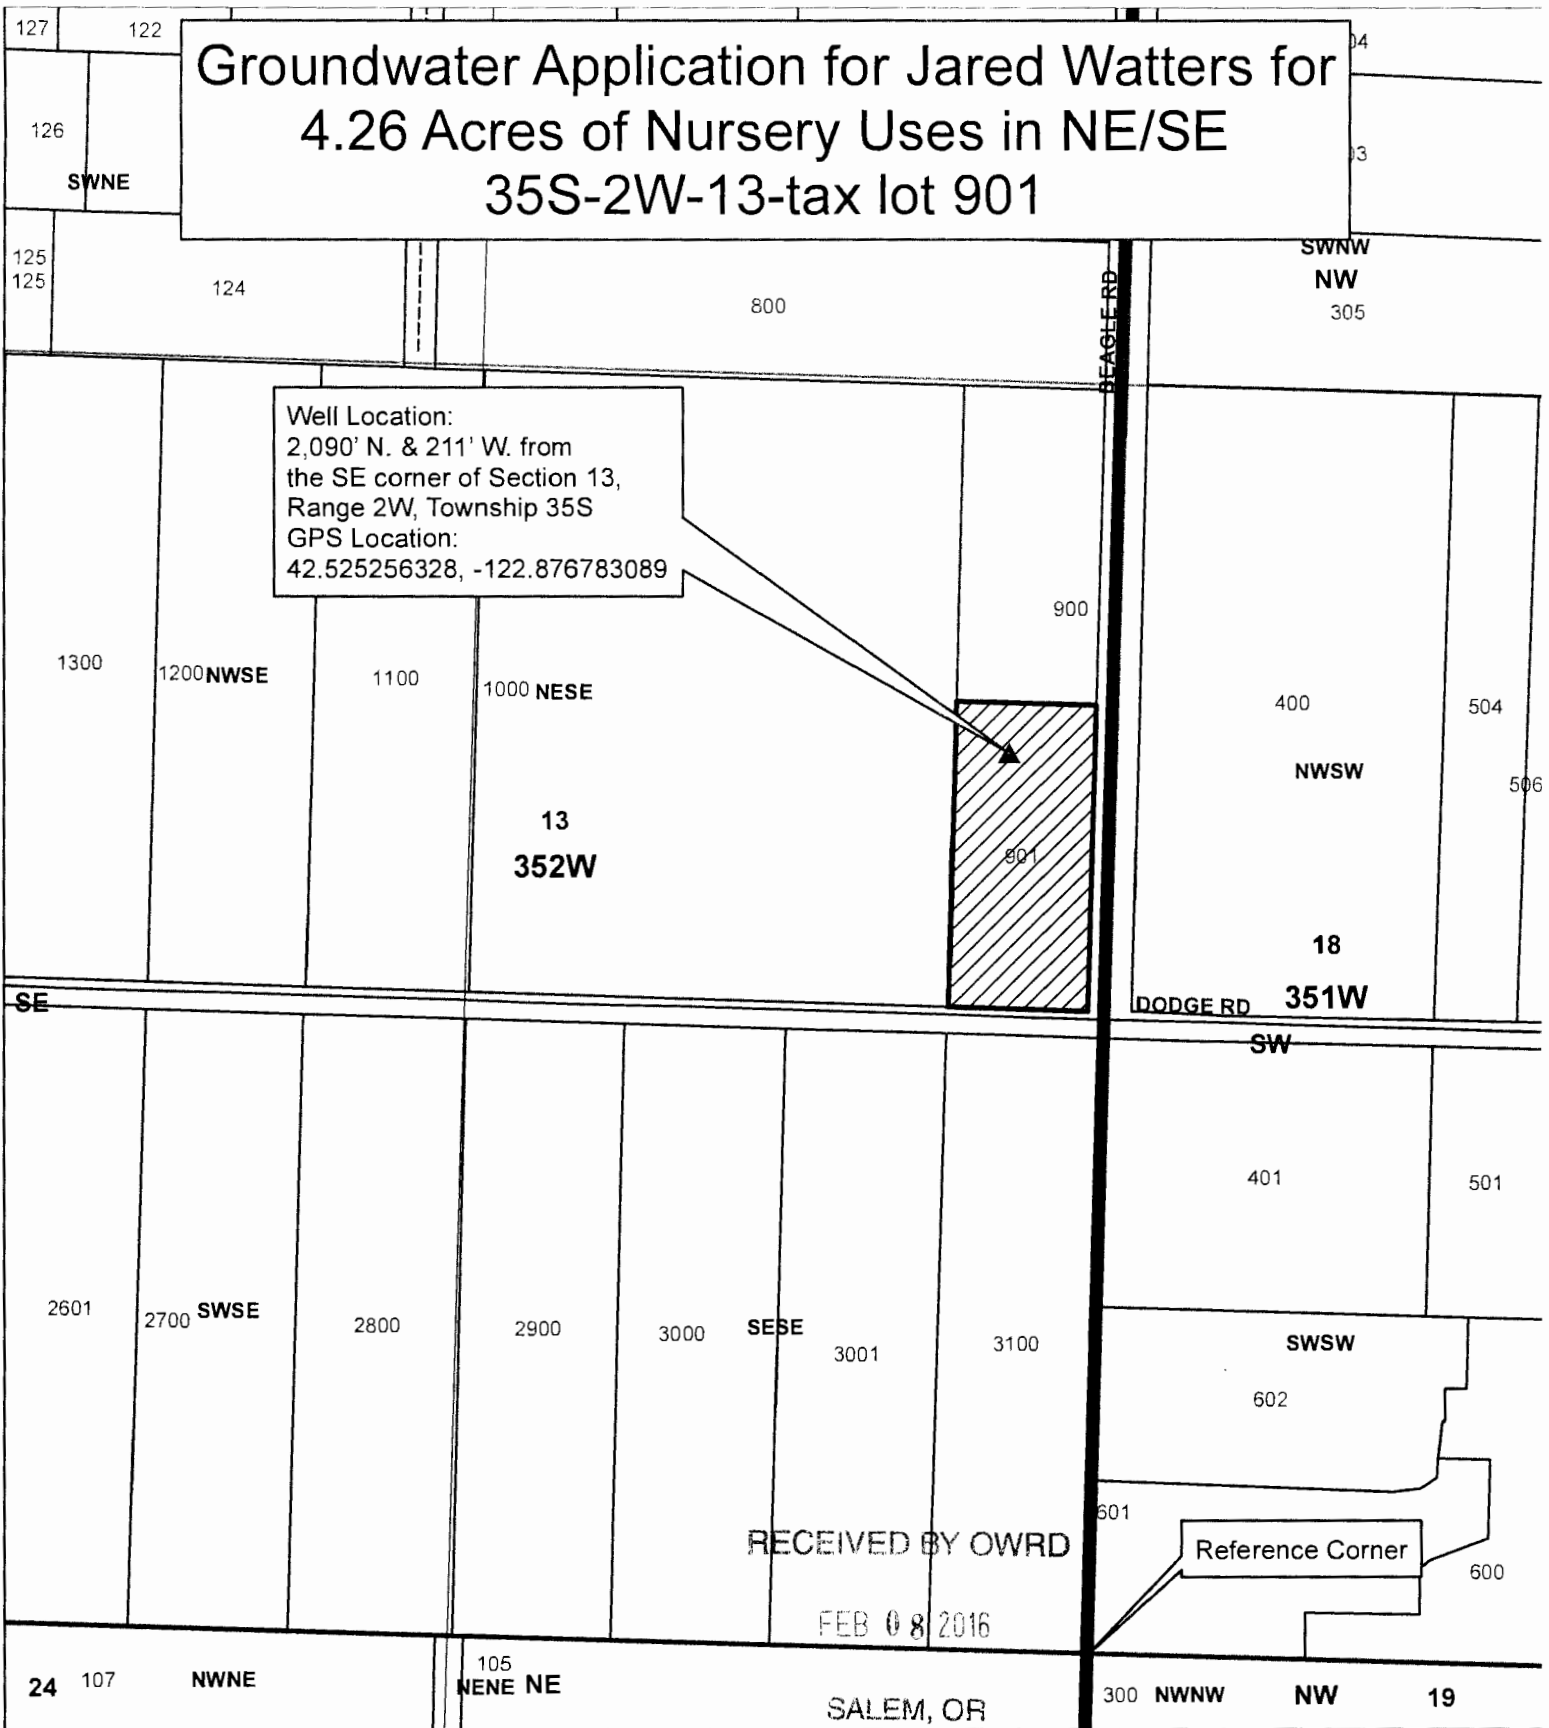 127
122
Groundwater Application for Jared Watters for
4.26 Acres of Nursery Uses in NE/SE
35S-2W-13-tax lot 901
126
SWNE
125
125
124
800
BEAGLE RD
SWNW
NW
305
Well Location:
2,090' N. & 211' W. from
the SE corner of Section 13,
Range 2W, Township 35S
GPS Location:
42.525256328, -122.876783089
900
1300
1200 NWSE
1100
1000 NESE
400
504
NWSW
506
13
352W
901
18
351W
SE
DODGE RD
SW
401
501
2601
2700 SWSE
2800
2900
3000
SESE
3001
3100
SWSW
602
601
RECEIVED BY OWRD
Reference Corner
600
FEB 08 2016
24
107
NWNE
105
NENE NE
SALEM, OR
300
NWNW
NW
19